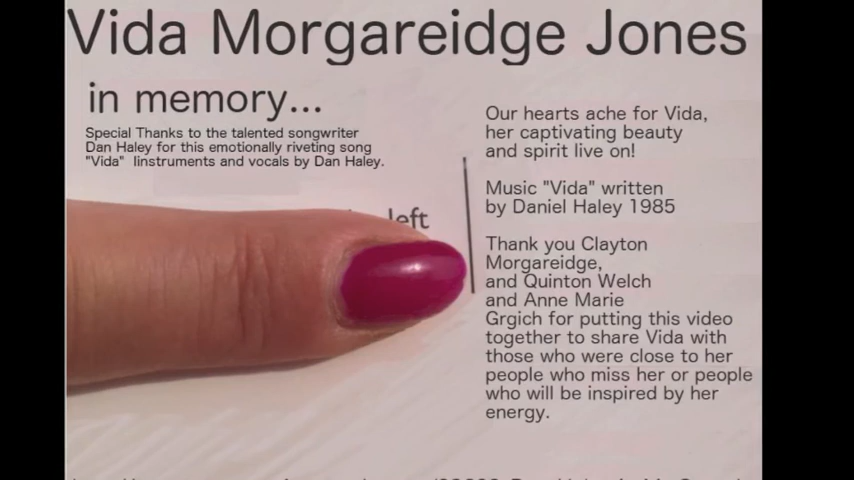 Vida Morgareidge Jones
in memory...
Special Thanks to the talented songwriter
Dan Haley for this emotionally riveting song
"Vida" Iinstruments and vocals by Dan Haley.
left
Our hearts ache for Vida,
her captivating beauty
and spirit live on!
Music "Vida" written
by Daniel Haley 1985
Thank you Clayton
Morgareidge,
and Quinton Welch
and Anne Marie
Grgich for putting this video
together to share Vida with
those who were close to her
people who miss her or people
who will be inspired by her
energy.